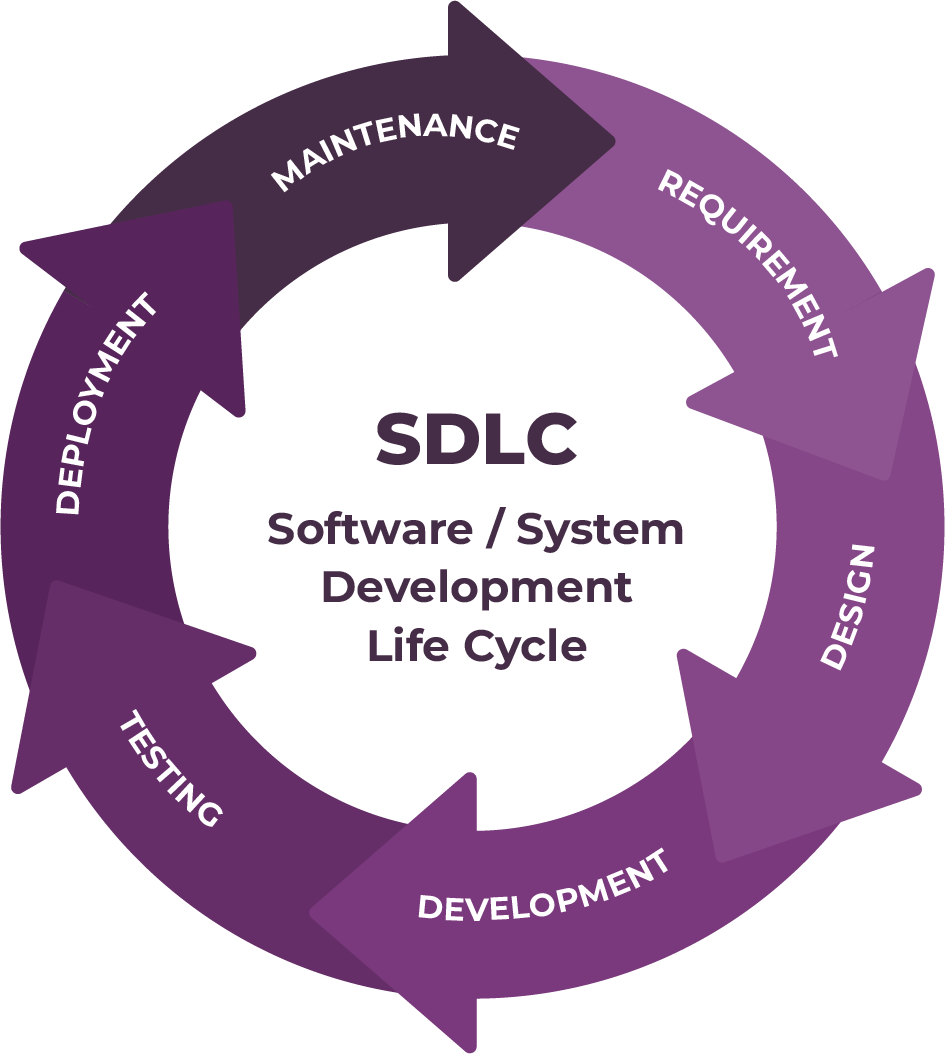 MAINTENANCE
REQUIREMENT
DEPLOYMENT
SDLC
Software / System
Development
Life Cycle
DESIGN
TESTING
DEVELOPMENT